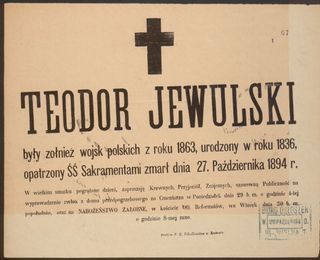 TEODOR JEWULSKI
były żołnierz wojsk polskich z roku 1863, urodzony w roku 1836,
opatrzony ŚŚ Sakramentami zmarł dnia 27. Października 1894 r.
W wielkim smutku pogrążone dzieci, zapraszają Krewnych, Przyjaciół, Znajomych, szanowną Publiczność na
wyprowadzenie zwłok z domu przedpogrzebowego na Cmentarzu w Poniedziałek dnia 29 b. m. o godzinie 4-tej
popołudniu, oraz na NABOŻEŃSTWO ŻAŁOBNE, w kościele OO. Reformatów, we Wtorek dnia 30 b. m.
o godzinie 8-mej rano.
BIURO OGŁOSZEŃ